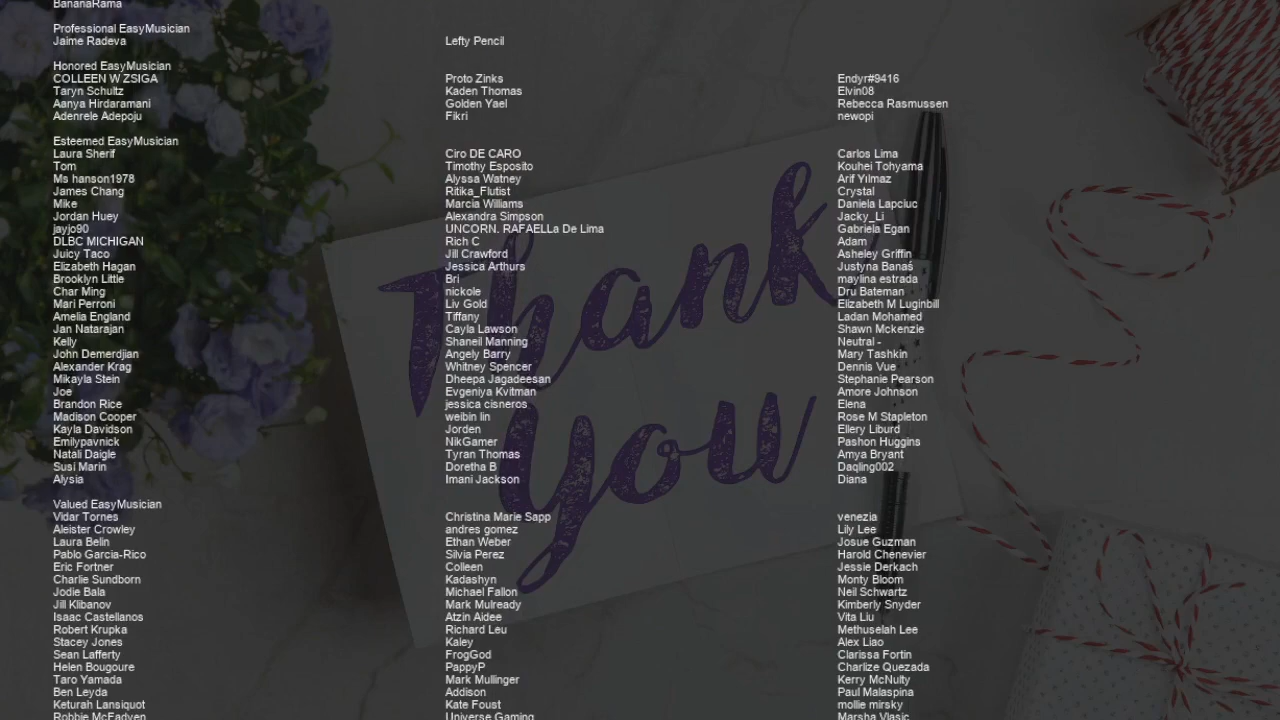 BananaRama
Professional EasyMusician
Jaime Radeva
Lefty Pencil
Honored EasyMusician
COLLEEN W ZSIGA
Proto Zinks
Endyr#9416
Taryn Schultz
Kaden Thomas
Elvin08
Aanya Hirdaramani
Golden Yael
Rebecca Rasmussen
Adenrele Adepoju
Fikri
newopi
Esteemed EasyMusician
Laura Sherif
Ciro DE CARO
Carlos Lima
Tom
Timothy Esposito
Kouhei Tohyama
Ms hanson1978
Alyssa Watney
Arif Yılmaz
James Chang
Ritika_Flutist
Crystal
Mike
Marcia Williams
Daniela Lapciuc
Jordan Huey
Alexandra Simpson
Jacky_Li
jayjo90
UNCORN. RAFAELLa De Lima
Gabriela Egan
DLBC MICHIGAN
Rich C
Adam
Juicy Taco
Jill Crawford
Asheley Griffin
Elizabeth Hagan
Jessica Arthurs
Justyna Banaś
Brooklyn Little
Bri
maylina estrada
Char Ming
nickole
Dru Bateman
Mari Perroni
Liv Gold
Elizabeth M Luginbill
Amelia England
Tiffany
Ladan Mohamed
Jan Natarajan
Cayla Lawson
Shawn Mckenzie
Kelly
Shaneil Manning
Neutral -
John Demerdjian
Angely Barry
Mary Tashkin
Alexander Krag
Whitney Spencer
Dennis Vue
Mikayla Stein
Dheepa Jagadeesan
Stephanie Pearson
Joe
Evgeniya Kvitman
Amore Johnson
Brandon Rice
jessica cisneros
Elena
Madison Cooper
weibin lin
Rose M Stapleton
Kayla Davidson
Jorden
Ellery Liburd
Emilypavnick
NikGamer
Pashon Huggins
Natali Daigle
Tyran Thomas
Amya Bryant
Susi Marin
Doretha B
Daqling002
Alysia
Imani Jackson
Diana
Valued EasyMusician
Vidar Tornes
Christina Marie Sapp
venezia
Aleister Crowley
andres gomez
Lily Lee
Laura Belin
Ethan Weber
Josue Guzman
Pablo Garcia-Rico
Silvia Perez
Harold Chenevier
Eric Fortner
Colleen
Jessie Derkach
Charlie Sundborn
Kadashyn
Monty Bloom
Jodie Bala
Michael Fallon
Neil Schwartz
Jill Klibanov
Mark Mulready
Kimberly Snyder
Isaac Castellanos
Atzin Aidee
Vita Liu
Robert Krupka
Richard Leu
Methuselah Lee
Stacey Jones
Kaley
Alex Liao
Sean Lafferty
FrogGod
Clarissa Fortin
Helen Bougoure
PappyP
Charlize Quezada
Taro Yamada
Mark Mullinger
Kerry McNulty
Ben Leyda
Addison
Paul Malaspina
Keturah Lansiquot
Kate Foust
mollie mirsky
Robbie McFadyen
Universe Gaming
Marsha Vlasic
Thank
you